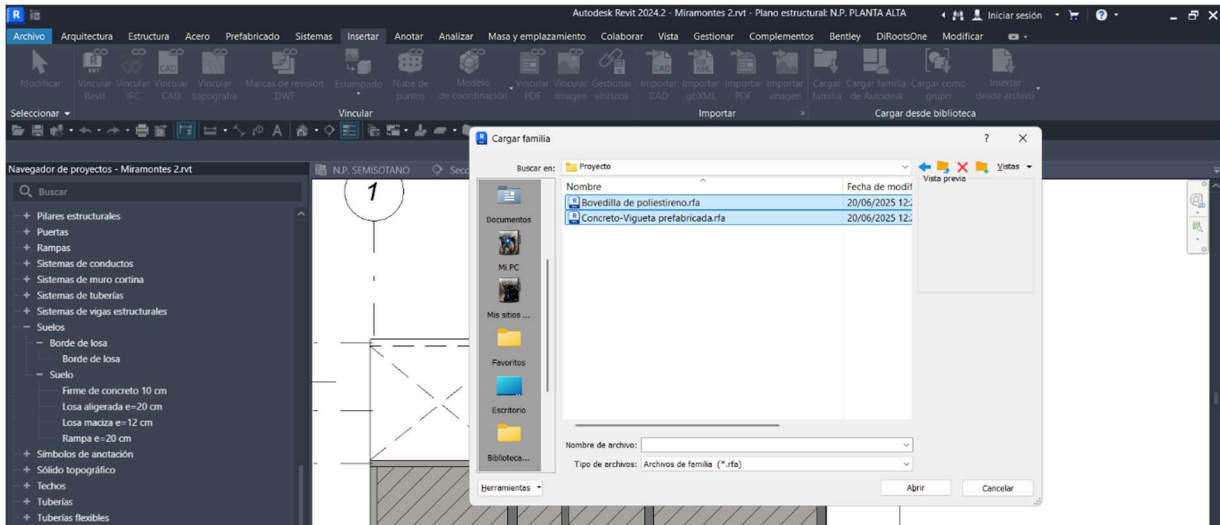 Autodesk Revit 2024.2 - Miramontes 2.rvt - Plano estructural: N.P. PLANTA ALTA
Iniciar sesión
Archivo Arquitectura Estructura Acero Prefabricado Sistemas Insertar Anotar Analizar Masa y emplazamiento Colaborar Vista Gestionar Complementos Bentley DiRootsOne Modificar
Modificar
Vincular Revit
Vincular IFC
Vincular CAD
Vincular topografía
Marcas de revisión DWF
Estampado
Nube de puntos
Modelo de coordinación
Vincular PDF
Vincular imagen
Gestionar vínculos
Importar CAD
Importar gbXML
Importar PDF
Importar imagen
Cargar familia
Cargar familia de Autodesk
Cargar como grupo
Insertar desde archivo
Seleccionar
Vincular
Importar
Cargar desde biblioteca
Navegador de proyectos - Miramontes 2.rvt
N.P. SEMISOTANO
Buscar
Pilares estructurales
Puertas
Rampas
Sistemas de conductos
Sistemas de muro cortina
Sistemas de tuberías
Sistemas de vigas estructurales
Suelos
Borde de losa
Borde de losa
Suelo
Firme de concreto 10 cm
Losa aligerada e=20 cm
Losa maciza e=12 cm
Rampa e=20 cm
Símbolos de anotación
Sólido topográfico
Techos
Tuberías
Tuberías flexibles
1
Cargar familia
Buscar en: Proyecto
Vistas
Vista previa
Nombre Fecha de modif
Bovedilla de poliestireno.rfa 20/06/2025 12:2
Concreto-Vigueta prefabricada.rfa 20/06/2025 12:2
Documentos
Mi PC
Mis sitios ...
Favoritos
Escritorio
Biblioteca...
Nombre de archivo:
Tipo de archivos: Archivos de familia (*.rfa)
Herramientas
Abrir
Cancelar